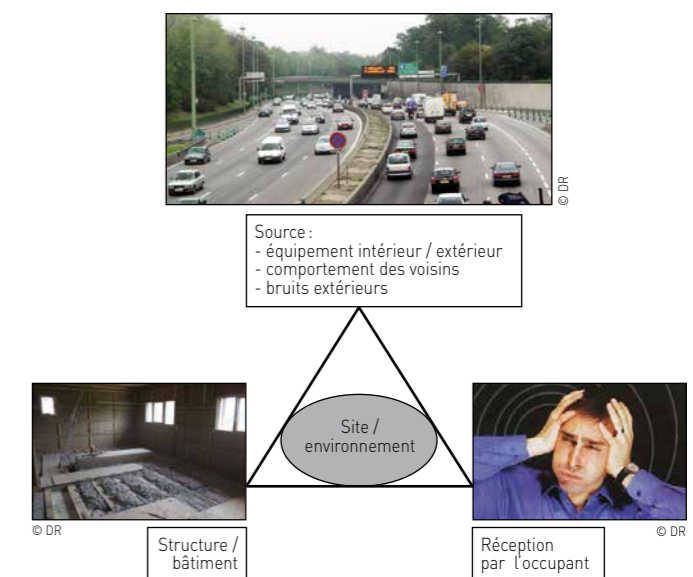 © DR
Source :
- équipement intérieur / extérieur
- comportement des voisins
- bruits extérieurs
Site /
environnement
© DR
© DR
Structure /
bâtiment
Réception
par l'occupant